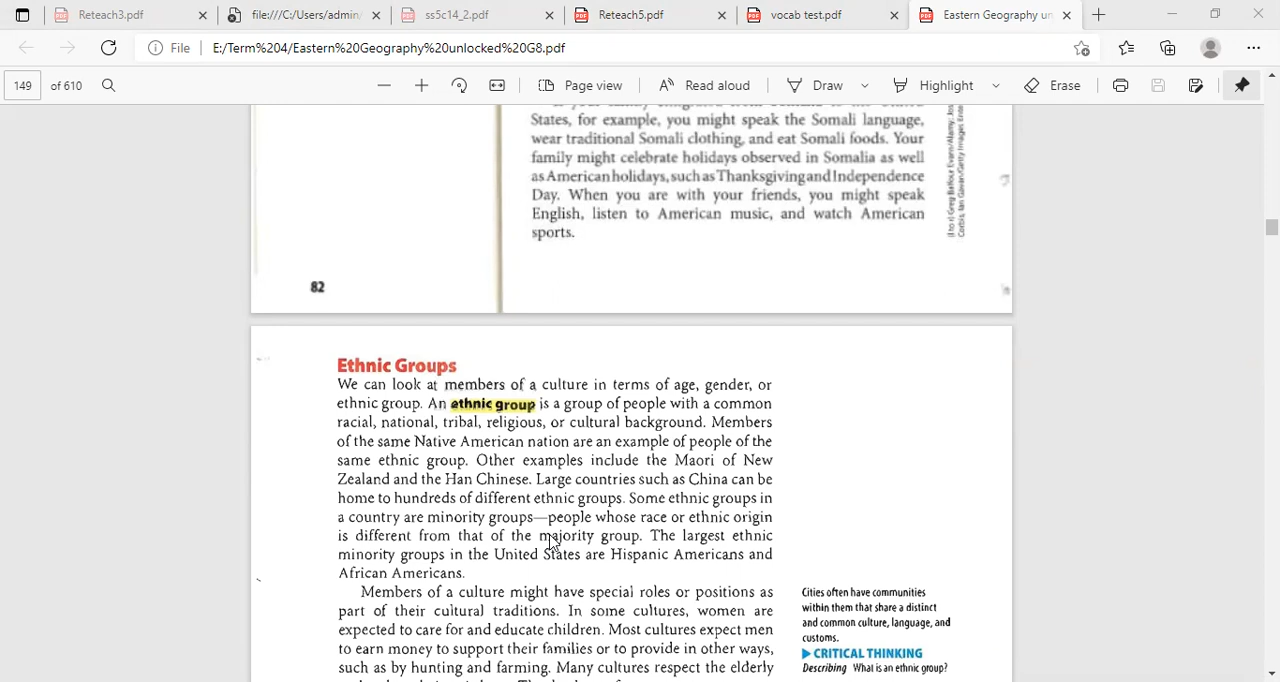 Reteach3.pdf
file:///C:/Users/admin/
ss5c14_2.pdf
Reteach5.pdf
vocab test.pdf
Eastern Geography un
File
E:/Term%204/Eastern%20Geography%20unlocked%20G8.pdf
149 of 610
Page view
Read aloud
Draw
Highlight
Erase
States, for example, you might speak the Somali language,
wear traditional Somali clothing, and eat Somali foods. Your
family might celebrate holidays observed in Somalia as well
as American holidays, such as Thanksgiving and Independence
Day. When you are with your friends, you might speak
English, listen to American music, and watch American
sports.
82
Ethnic Groups
We can look at members of a culture in terms of age, gender, or
ethnic group. An ethnic group is a group of people with a common
racial, national, tribal, religious, or cultural background. Members
of the same Native American nation are an example of people of the
same ethnic group. Other examples include the Maori of New
Zealand and the Han Chinese. Large countries such as China can be
home to hundreds of different ethnic groups. Some ethnic groups in
a country are minority groups—people whose race or ethnic origin
is different from that of the majority group. The largest ethnic
minority groups in the United States are Hispanic Americans and
African Americans.
Members of a culture might have special roles or positions as
part of their cultural traditions. In some cultures, women are
expected to care for and educate children. Most cultures expect men
to earn money to support their families or to provide in other ways,
such as by hunting and farming. Many cultures respect the elderly
Cities often have communities
within them that share a distinct
and common culture, language, and
customs.
▶ CRITICAL THINKING
Describing What is an ethnic group?